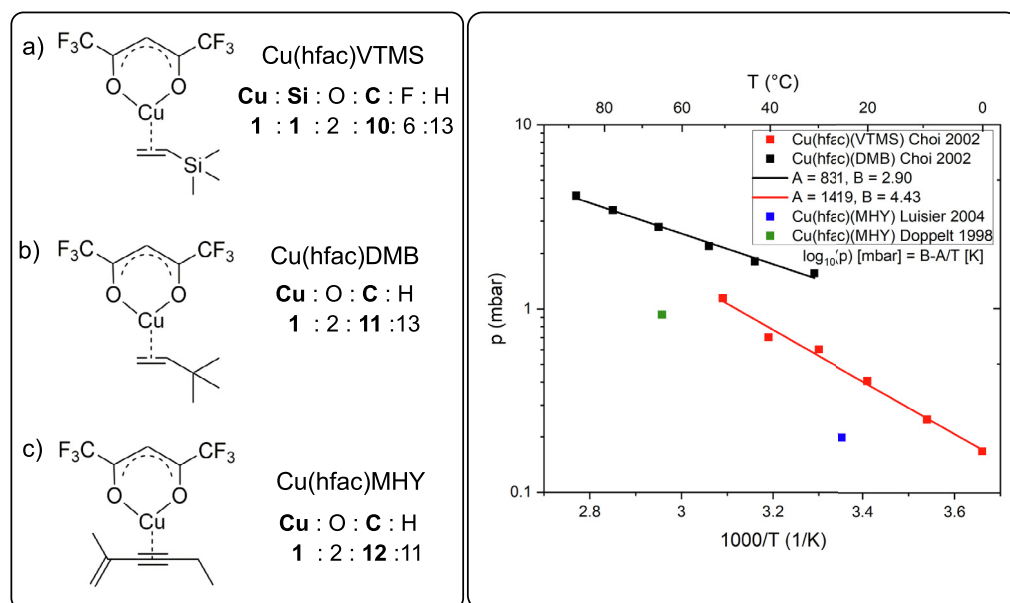 a)
F₃C CF₃
O O
Cu
Si
Cu(hfac)VTMS
Cu : Si : O : C : F : H
1 : 1 : 2 : 10: 6 :13
b)
F₃C CF₃
O O
Cu
Cu(hfac)DMB
Cu : O : C : H
1 : 2 : 11 :13
c)
F₃C CF₃
O O
Cu
Cu(hfac)MHY
Cu : O : C : H
1 : 2 : 12 :11
T (°C)
80 60 40 20 0
10
1
0.1
p (mbar)
Cu(hfac)(VTMS) Choi 2002
Cu(hfac)(DMB) Choi 2002
A = 831, B = 2.90
A = 1419, B = 4.43
Cu(hfac)(MHY) Luisier 2004
Cu(hfac)(MHY) Doppelt 1998
log₁₀(p) [mbar] = B-A/T [K]
2.8 3 3.2 3.4 3.6
1000/T (1/K)